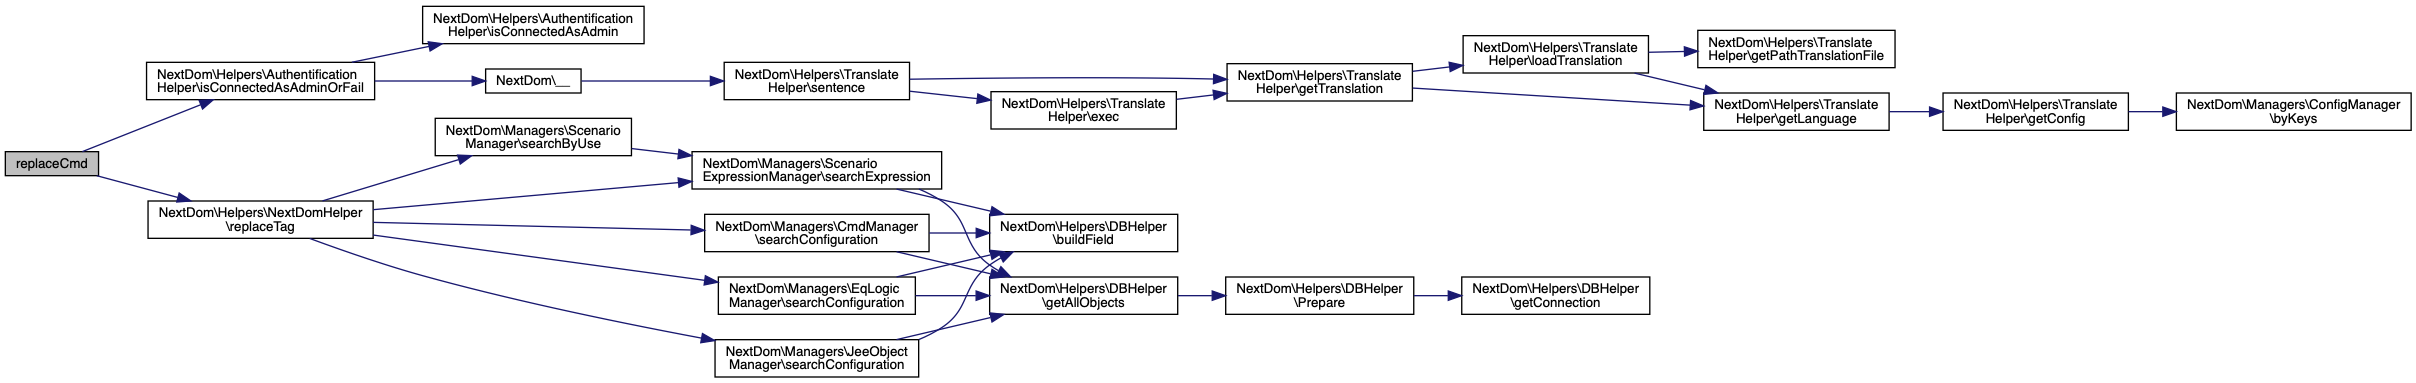 replaceCmd
NextDom\Helpers\Authentification
Helper\isConnectedAsAdminOrFail
NextDom\Helpers\Authentification
Helper\isConnectedAsAdmin
NextDom\__
NextDom\Helpers\Translate
Helper\sentence
NextDom\Helpers\Translate
Helper\exec
NextDom\Helpers\Translate
Helper\getTranslation
NextDom\Helpers\Translate
Helper\loadTranslation
NextDom\Helpers\Translate
Helper\getPathTranslationFile
NextDom\Helpers\Translate
Helper\getLanguage
NextDom\Helpers\Translate
Helper\getConfig
NextDom\Managers\ConfigManager
\byKeys
NextDom\Helpers\NextDomHelper
\replaceTag
NextDom\Managers\Scenario
Manager\searchByUse
NextDom\Managers\Scenario
ExpressionManager\searchExpression
NextDom\Managers\CmdManager
\searchConfiguration
NextDom\Managers\EqLogic
Manager\searchConfiguration
NextDom\Managers\JeeObject
Manager\searchConfiguration
NextDom\Helpers\DBHelper
\buildField
NextDom\Helpers\DBHelper
\getAllObjects
NextDom\Helpers\DBHelper
\Prepare
NextDom\Helpers\DBHelper
\getConnection